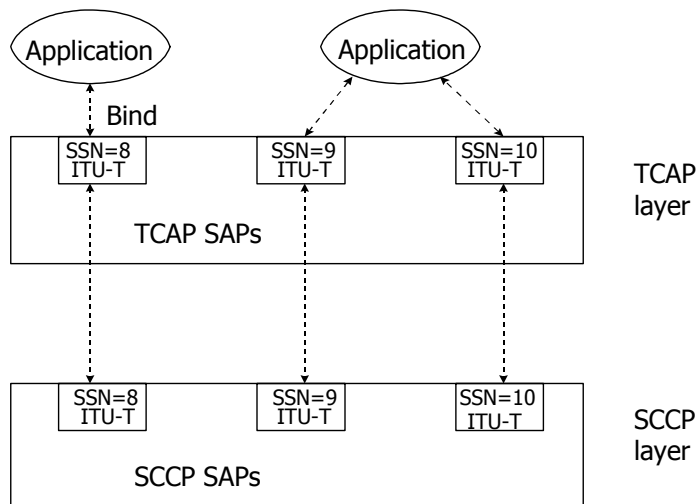 Application
Application
Bind
SSN=8
ITU-T
SSN=9
ITU-T
SSN=10
ITU-T
TCAP
layer
TCAP SAPs
SSN=8
ITU-T
SSN=9
ITU-T
SSN=10
ITU-T
SCCP
layer
SCCP SAPs